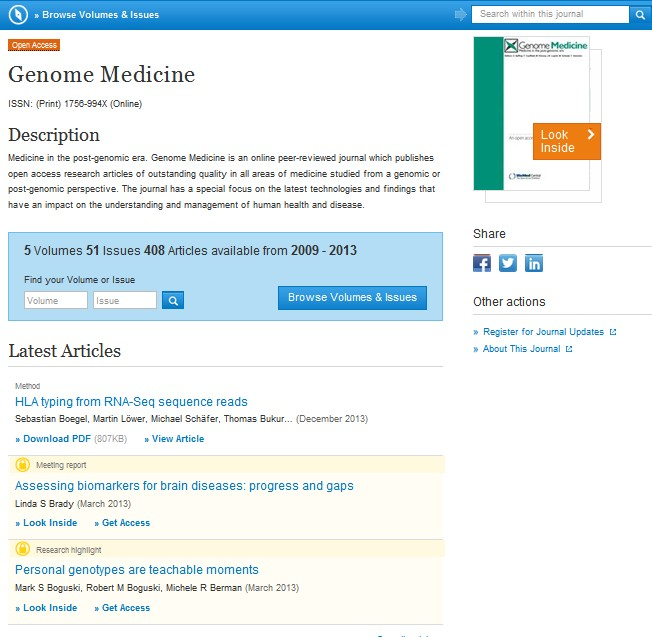 » Browse Volumes & Issues
Search within this journal
Open Access
Genome Medicine
ISSN: (Print) 1756-994X (Online)
Description
Medicine in the post-genomic era. Genome Medicine is an online peer-reviewed journal which publishes
open access research articles of outstanding quality in all areas of medicine studied from a genomic or
post-genomic perspective. The journal has a special focus on the latest technologies and findings that
have an impact on the understanding and management of human health and disease.
5 Volumes 51 Issues 408 Articles available from 2009 - 2013
Find your Volume or Issue
Volume
Issue
Browse Volumes & Issues
Latest Articles
Method
HLA typing from RNA-Seq sequence reads
Sebastian Boegel, Martin Löwer, Michael Schäfer, Thomas Bukur... (December 2013)
» Download PDF (807KB) » View Article
Meeting report
Assessing biomarkers for brain diseases: progress and gaps
Linda S Brady (March 2013)
» Look Inside » Get Access
Research highlight
Personal genotypes are teachable moments
Mark S Boguski, Robert M Boguski, Michele R Berman (March 2013)
» Look Inside » Get Access
Genome Medicine
Medicine in the post-genomic era
BioMed Central
Look
Inside
Share
Other actions
» Register for Journal Updates
» About This Journal